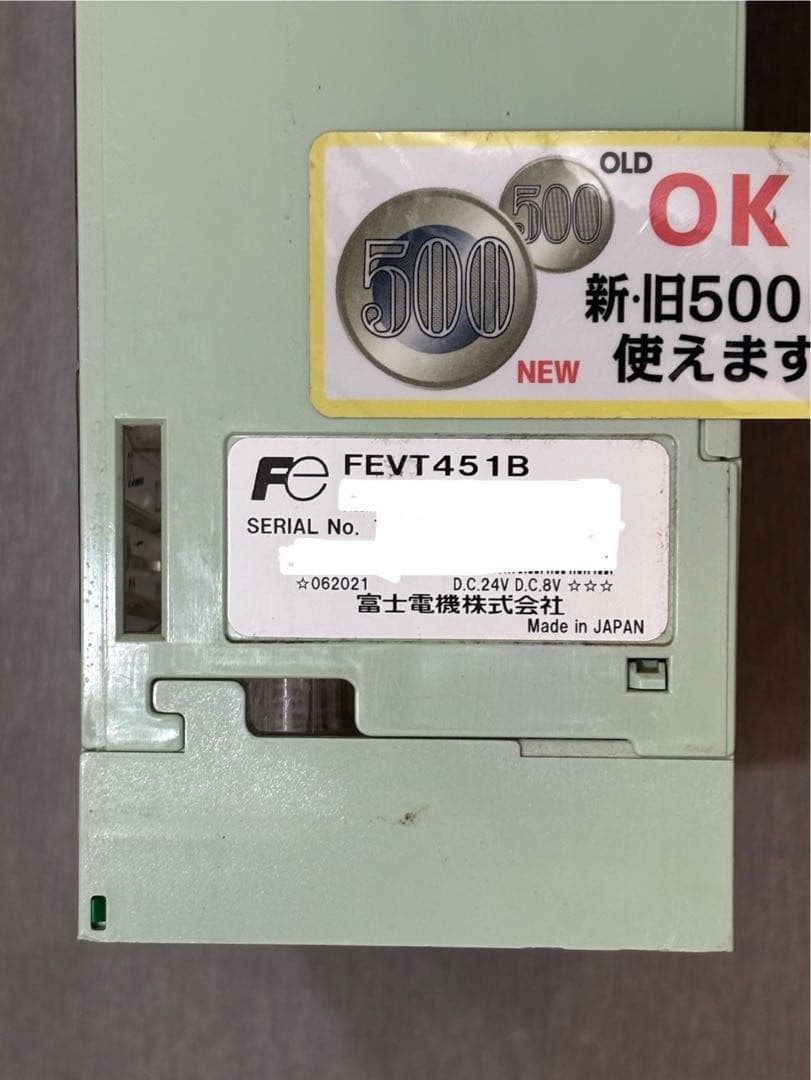 OLD
OK
500
500
新・旧500
NEW
使えます
Fe
FEVT451B
SERIAL No.
☆062021
D.C.24V D.C.8V ☆☆☆
富士電機株式会社
Made in JAPAN